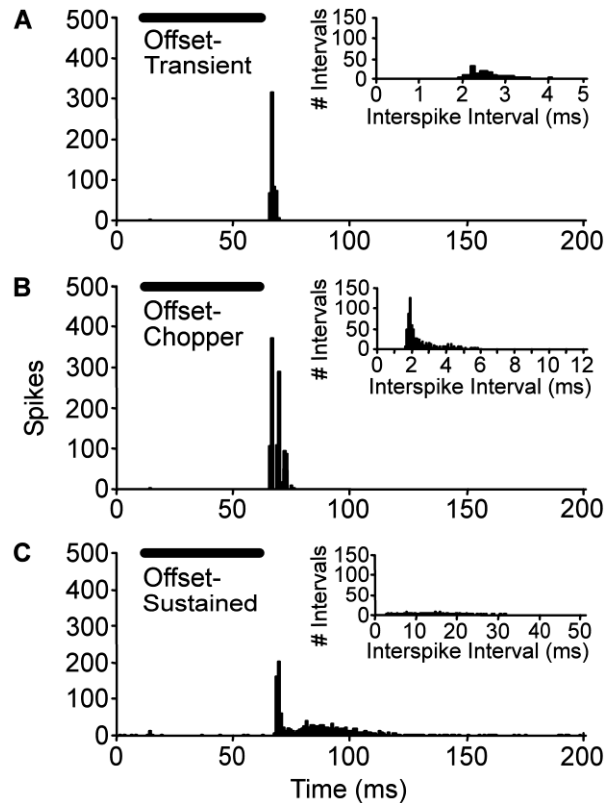 A
500
400
300
200
100
0
Offset-
Transient
# Intervals
150
100
50
0
0 1 2 3 4 5
Interspike Interval (ms)
0 50 100 150 200
B
500
400
300
200
100
0
Offset-
Chopper
# Intervals
150
100
50
0
0 2 4 6 8 10 12
Interspike Interval (ms)
Spikes
0 50 100 150 200
C
500
400
300
200
100
0
Offset-
Sustained
# Intervals
150
100
50
0
0 10 20 30 40 50
Interspike Interval (ms)
0 50 100 150 200
Time (ms)